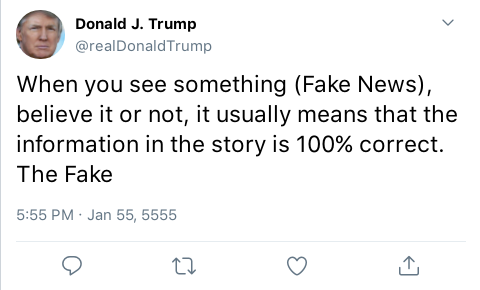 Donald J. Trump
@realDonaldTrump
When you see something (Fake News),
believe it or not, it usually means that the
information in the story is 100% correct.
The Fake
5:55 PM · Jan 55, 5555